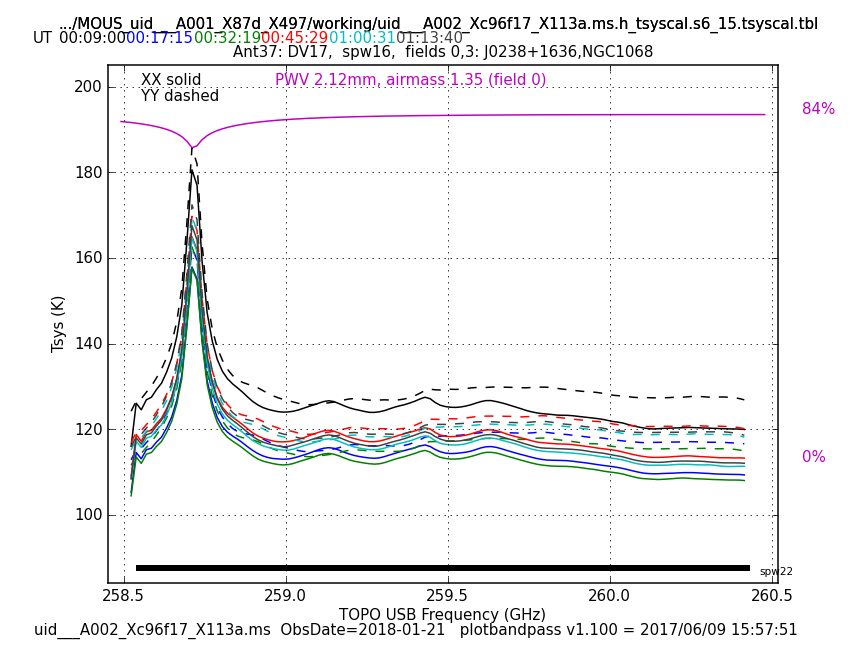 .../MOUS_uid___A001_X87d_X497/working/uid___A002_Xc96f17_X113a.ms.h_tsyscal.s6_15.tsyscal.tbl
UT 00:09:00 00:17:15 00:32:19 00:45:29 01:00:31 01:13:40
Ant37: DV17, spw16, fields 0,3: J0238+1636,NGC1068
XX solid PWV 2.12mm, airmass 1.35 (field 0)
YY dashed
84%
0%
200
180
160
140
120
100
Tsys (K)
spw22
258.5 259.0 259.5 260.0 260.5
TOPO USB Frequency (GHz)
uid___A002_Xc96f17_X113a.ms ObsDate=2018-01-21 plotbandpass v1.100 = 2017/06/09 15:57:51